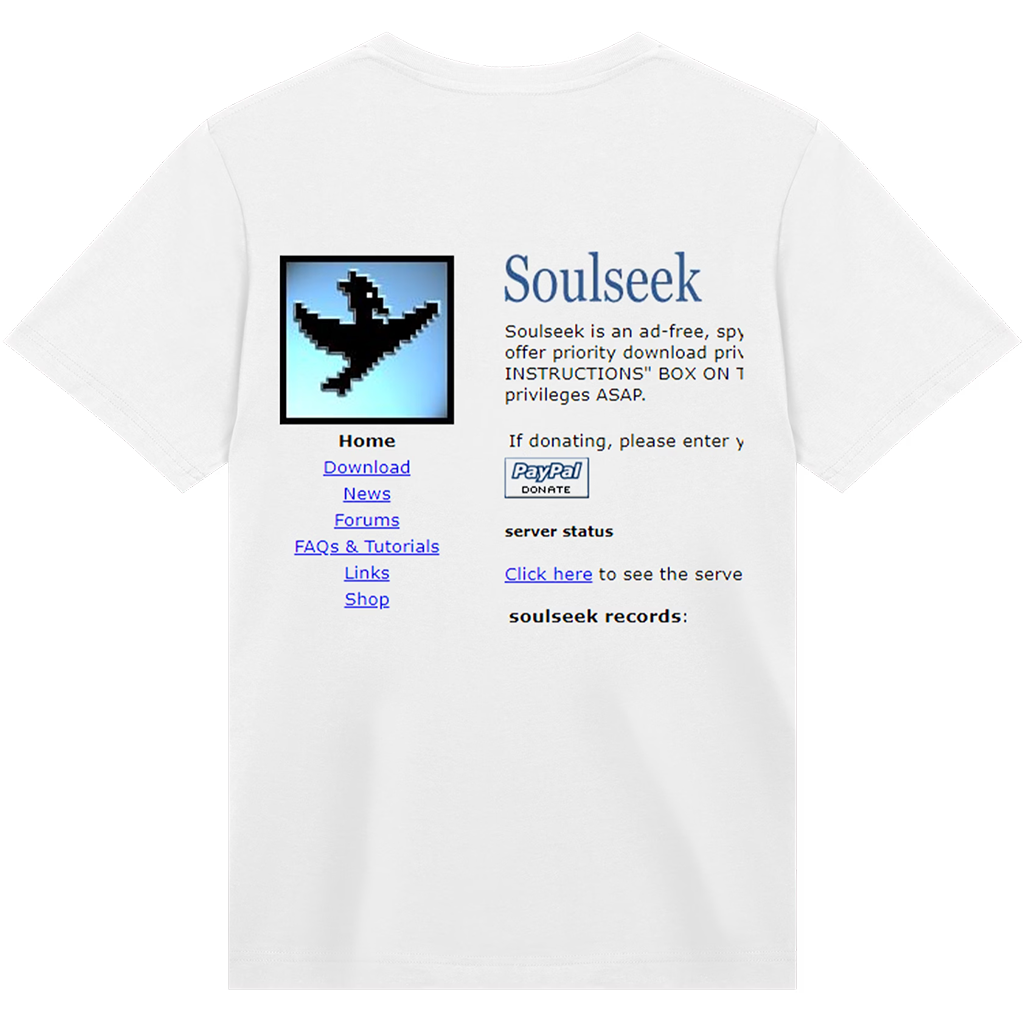 Home
Download
News
Forums
FAQs & Tutorials
Links
Shop
Soulseek
Soulseek is an ad-free, spy
offer priority download priv
INSTRUCTIONS" BOX ON T
privileges ASAP.
If donating, please enter y
PayPal
DONATE
server status
Click here to see the serve
soulseek records: